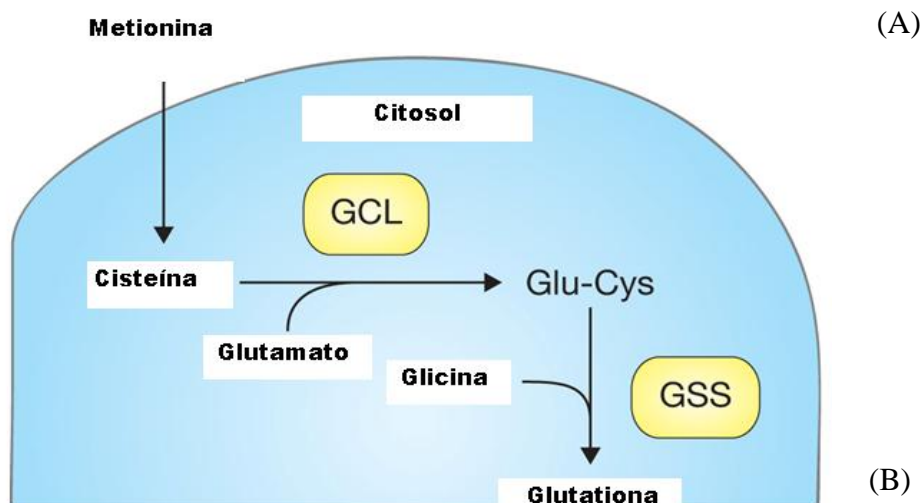 Metionina
(A)
Citosol
GCL
Cisteína
Glu-Cys
Glutamato
Glicina
GSS
(B)
Glutationa